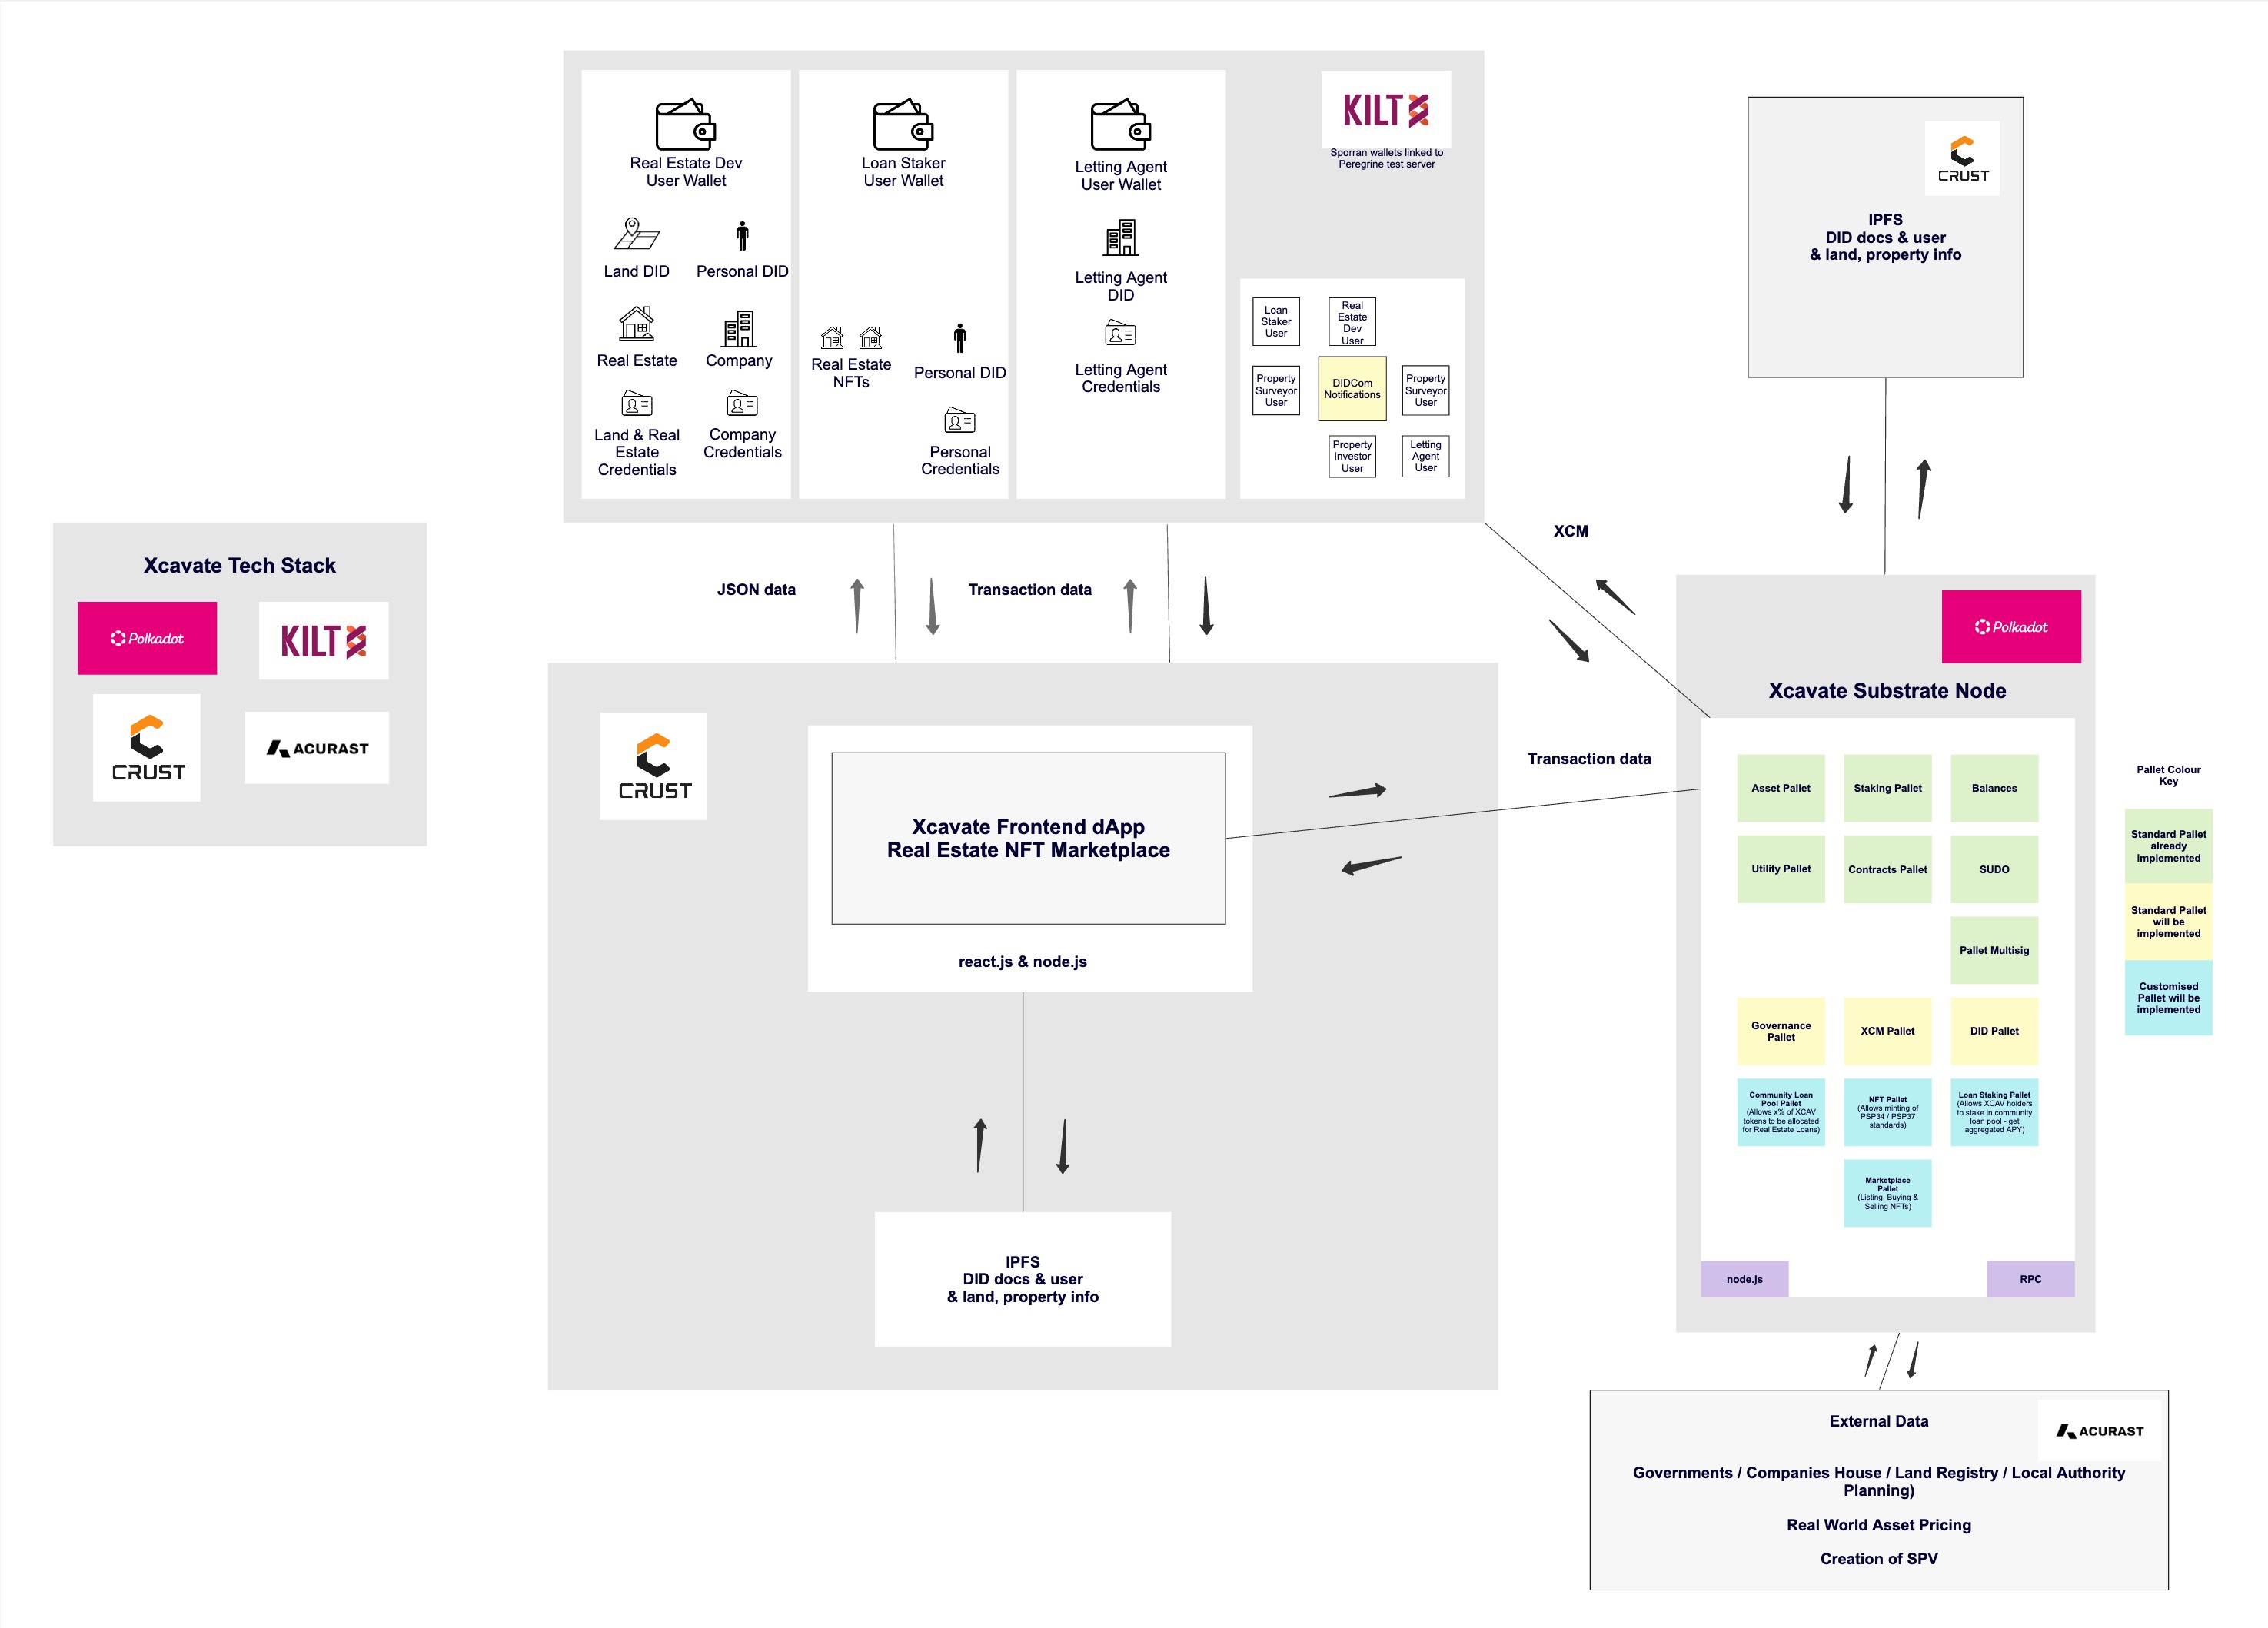 Real Estate Dev
User Wallet
Land DID
Personal DID
Real Estate
Company
Land & Real
Estate
Credentials
Company
Credentials
Loan Staker
User Wallet
Real Estate
NFTs
Personal DID
Personal
Credentials
Letting Agent
User Wallet
Letting Agent
DID
Letting Agent
Credentials
KILT
Sporran wallets linked to
Peregrine test server
Loan
Staker
User
Real
Estate
Dev
User
Property
Surveyor
User
DIDCom
Notifications
Property
Surveyor
User
Property
Investor
User
Letting
Agent
User
CRUST
IPFS
DID docs & user
& land, property info
Xcavate Tech Stack
Polkadot
KILT
CRUST
ACURAST
JSON data
Transaction data
XCM
CRUST
Xcavate Frontend dApp
Real Estate NFT Marketplace
react.js & node.js
IPFS
DID docs & user
& land, property info
Transaction data
Polkadot
Xcavate Substrate Node
Asset Pallet
Staking Pallet
Balances
Utility Pallet
Contracts Pallet
SUDO
Pallet Multisig
Governance
Pallet
XCM Pallet
DID Pallet
Community Loan
Pool Pallet
(Allows x% of XCAV
tokens to be allocated
for Real Estate Loans)
NFT Pallet
(Allows minting of
PSP34 / PSP37
standards)
Loan Staking Pallet
(Allows XCAV holders
to stake in community
loan pool - get
aggregated APY)
Marketplace
Pallet
(Listing, Buying &
Selling NFTs)
node.js
RPC
Pallet Colour
Key
Standard Pallet
already
implemented
Standard Pallet
will be
implemented
Customised
Pallet will be
implemented
External Data
ACURAST
Governments / Companies House / Land Registry / Local Authority
Planning)
Real World Asset Pricing
Creation of SPV